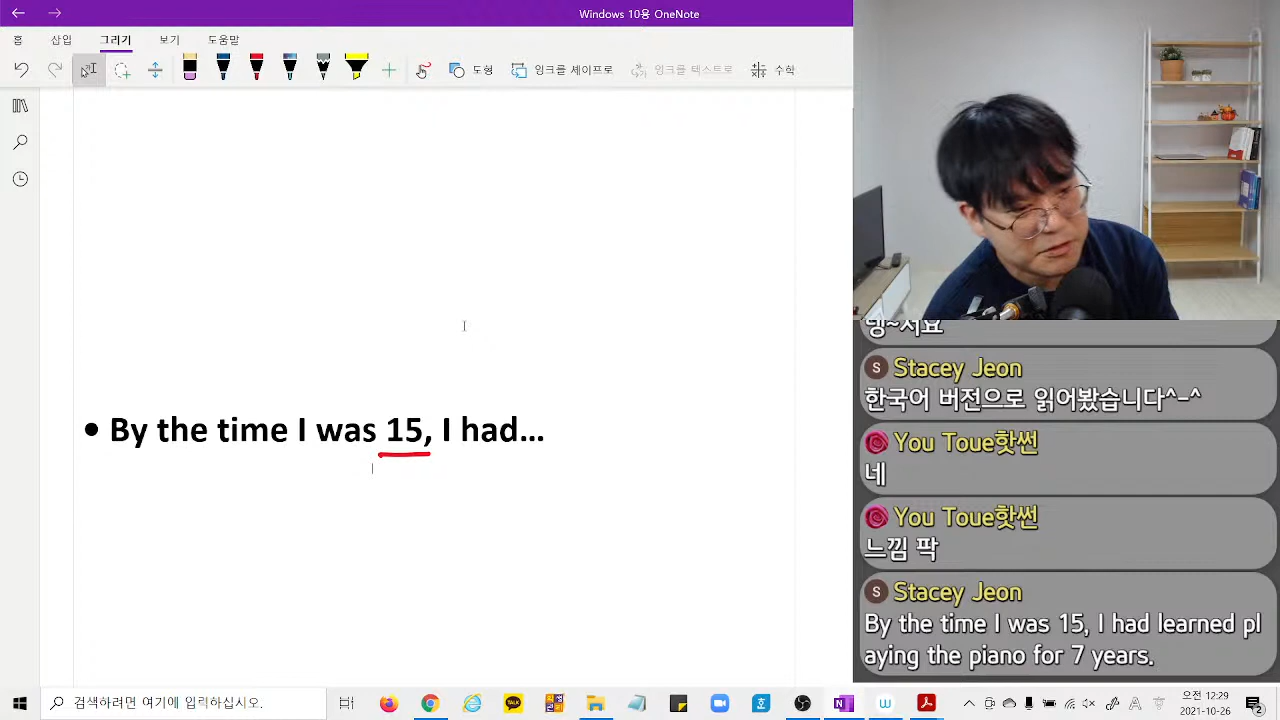 Windows 10용 OneNote
홈 삽입 그리기 보기 도움말
도형 잉크를 셰이프로 잉크를 텍스트로 수학
• By the time I was 15, I had...
Stacey Jeon
한국어 버전으로 읽어봤습니다^-^
You Toue핫썬
네
You Toue핫썬
느낌 팍
Stacey Jeon
By the time I was 15, I had learned pl
aying the piano for 7 years.
검색하려면 여기에 입력하십시오.
오전 1:29
2021-10-26